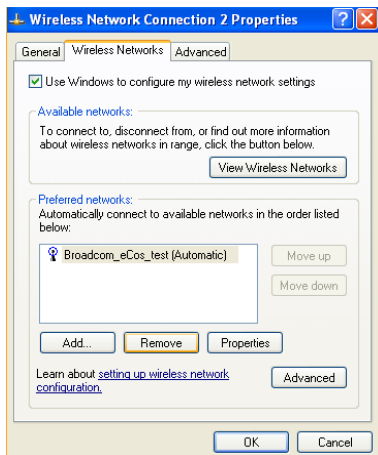 Wireless Network Connection 2 Properties
General Wireless Networks Advanced
Use Windows to configure my wireless network settings
Available networks:
To connect to, disconnect from, or find out more information
about wireless networks in range, click the button below.
View Wireless Networks
Preferred networks:
Automatically connect to available networks in the order listed
below:
Broadcom_eCos_test (Automatic)
Move up
Move down
Add... Remove Properties
Learn about setting up wireless network
configuration.
Advanced
OK Cancel